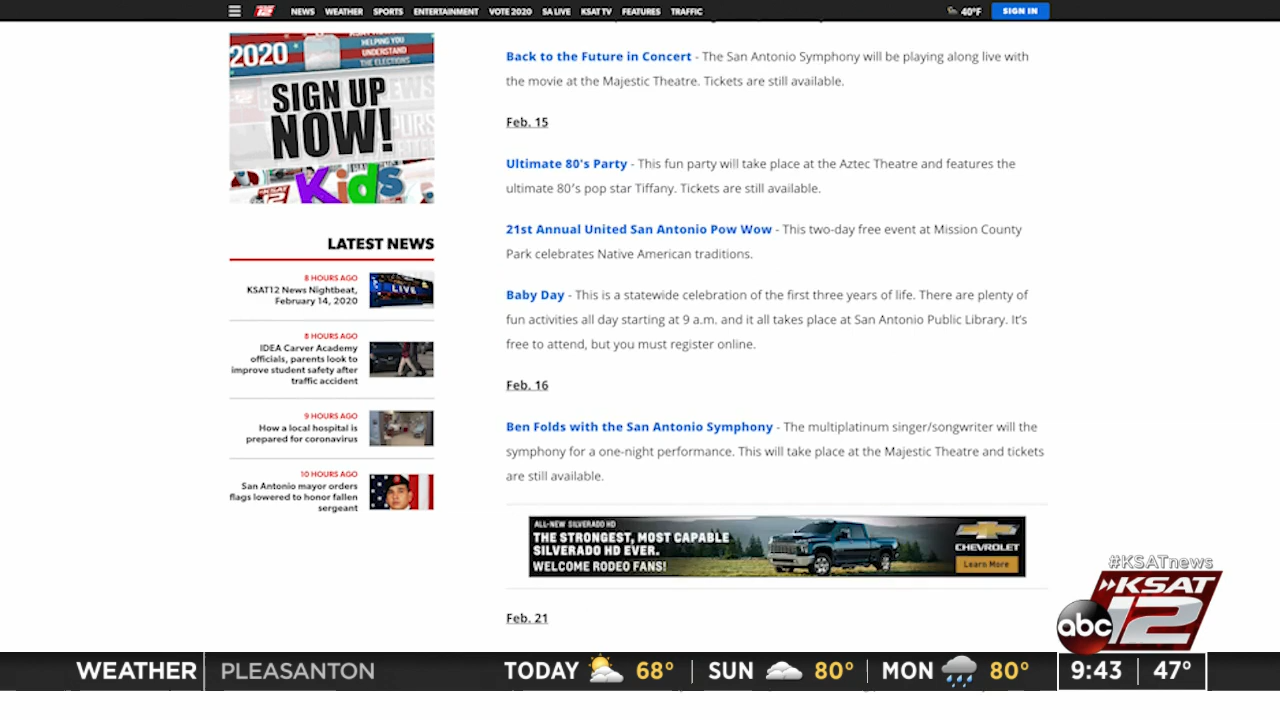 12 NEWS WEATHER SPORTS ENTERTAINMENT VOTE 2020 SA LIVE KSAT TV FEATURES TRAFFIC 40°F SIGN IN
2020
HELPING YOU
UNDERSTAND
THE ELECTIONS
SIGN UP
NOW!
KSAT
12
Kids
LATEST NEWS
8 HOURS AGO
KSAT12 News Nightbeat,
February 14, 2020
LIVE
8 HOURS AGO
IDEA Carver Academy
officials, parents look to
improve student safety after
traffic accident
9 HOURS AGO
How a local hospital is
prepared for coronavirus
10 HOURS AGO
San Antonio mayor orders
flags lowered to honor fallen
sergeant
Back to the Future in Concert - The San Antonio Symphony will be playing along live with
the movie at the Majestic Theatre. Tickets are still available.
Feb. 15
Ultimate 80's Party - This fun party will take place at the Aztec Theatre and features the
ultimate 80's pop star Tiffany. Tickets are still available.
21st Annual United San Antonio Pow Wow - This two-day free event at Mission County
Park celebrates Native American traditions.
Baby Day - This is a statewide celebration of the first three years of life. There are plenty of
fun activities all day starting at 9 a.m. and it all takes place at San Antonio Public Library. It's
free to attend, but you must register online.
Feb. 16
Ben Folds with the San Antonio Symphony - The multiplatinum singer/songwriter will the
symphony for a one-night performance. This will take place at the Majestic Theatre and tickets
are still available.
ALL-NEW SILVERADO HD
THE STRONGEST, MOST CAPABLE
SILVERADO HD EVER.
WELCOME RODEO FANS!
CHEVROLET
Learn More
Feb. 21
#KSATnews
KSAT
abc 12
WEATHER PLEASANTON TODAY 68° SUN 80° MON 80° 9:43 47°